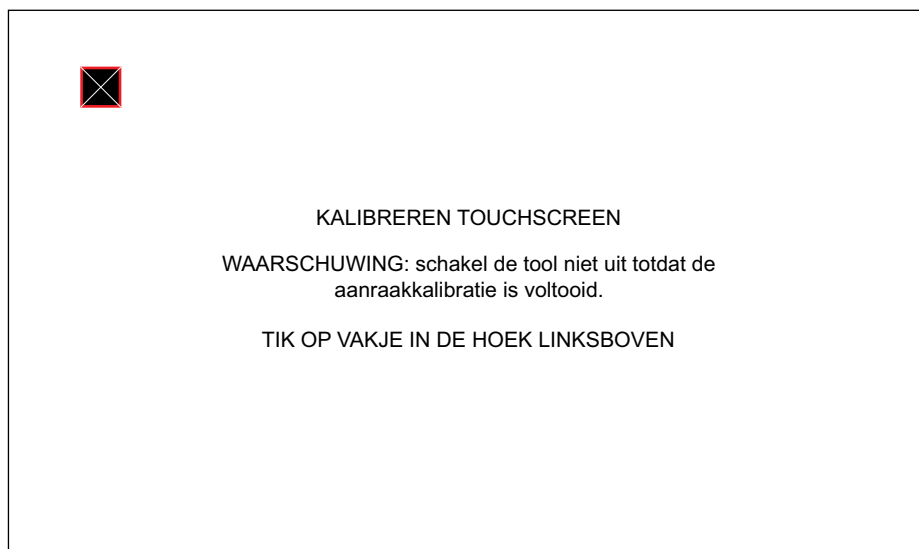 KALIBREREN TOUCHSCREEN
WAARSCHUWING: schakel de tool niet uit totdat de
aanraakkalibratie is voltooid.
TIK OP VAKJE IN DE HOEK LINKSBOVEN